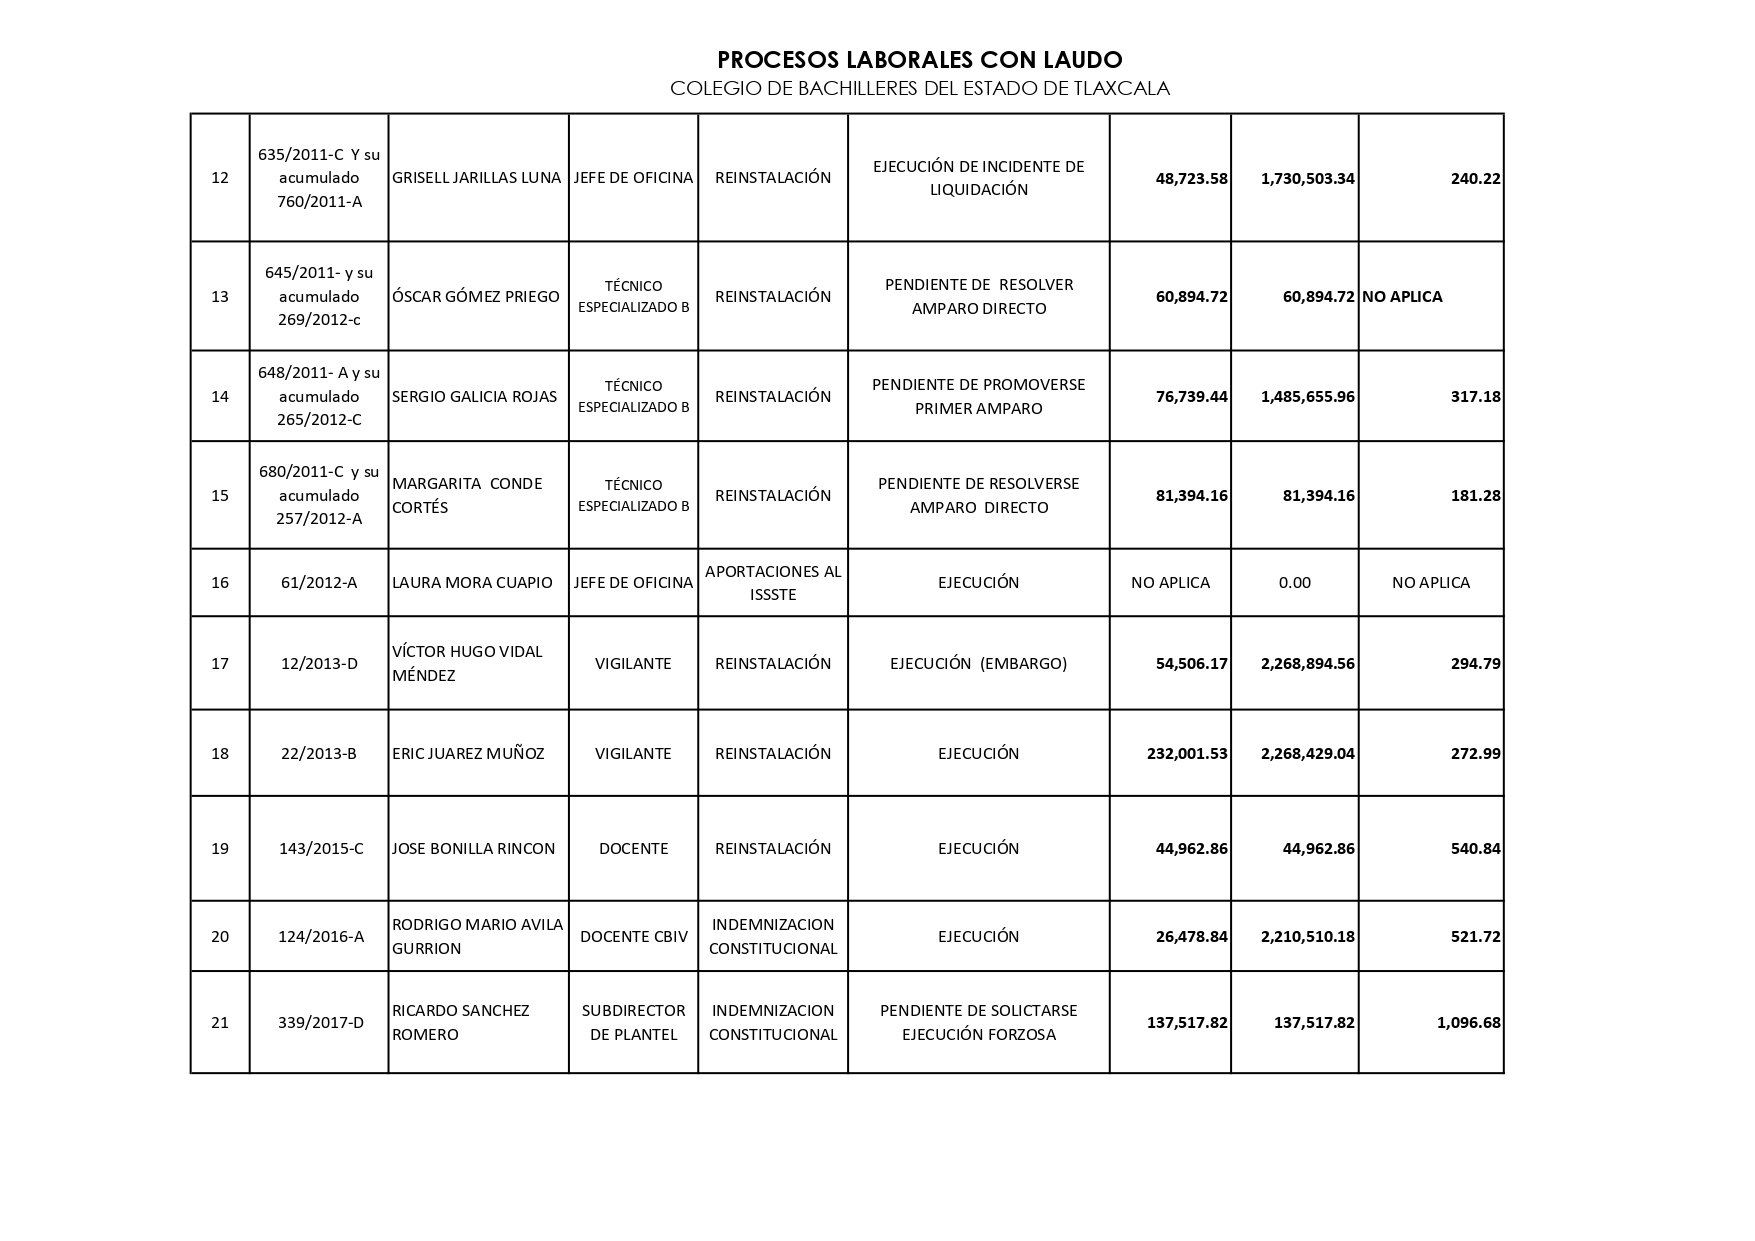 PROCESOS LABORALES CON LAUDO
COLEGIO DE BACHILLERES DEL ESTADO DE TLAXCALA
12 635/2011-C Y su acumulado 760/2011-A GRISELL JARILLAS LUNA JEFE DE OFICINA REINSTALACIÓN EJECUCIÓN DE INCIDENTE DE LIQUIDACIÓN 48,723.58 1,730,503.34 240.22
13 645/2011- y su acumulado 269/2012-c ÓSCAR GÓMEZ PRIEGO TÉCNICO ESPECIALIZADO B REINSTALACIÓN PENDIENTE DE RESOLVER AMPARO DIRECTO 60,894.72 60,894.72 NO APLICA
14 648/2011- A y su acumulado 265/2012-C SERGIO GALICIA ROJAS TÉCNICO ESPECIALIZADO B REINSTALACIÓN PENDIENTE DE PROMOVERSE PRIMER AMPARO 76,739.44 1,485,655.96 317.18
15 680/2011-C y su acumulado 257/2012-A MARGARITA CONDE CORTÉS TÉCNICO ESPECIALIZADO B REINSTALACIÓN PENDIENTE DE RESOLVERSE AMPARO DIRECTO 81,394.16 81,394.16 181.28
16 61/2012-A LAURA MORA CUAPIO JEFE DE OFICINA APORTACIONES AL ISSSTE EJECUCIÓN NO APLICA 0.00 NO APLICA
17 12/2013-D VÍCTOR HUGO VIDAL MÉNDEZ VIGILANTE REINSTALACIÓN EJECUCIÓN (EMBARGO) 54,506.17 2,268,894.56 294.79
18 22/2013-B ERIC JUAREZ MUÑOZ VIGILANTE REINSTALACIÓN EJECUCIÓN 232,001.53 2,268,429.04 272.99
19 143/2015-C JOSE BONILLA RINCON DOCENTE REINSTALACIÓN EJECUCIÓN 44,962.86 44,962.86 540.84
20 124/2016-A RODRIGO MARIO AVILA GURRION DOCENTE CBIV INDEMNIZACION CONSTITUCIONAL EJECUCIÓN 26,478.84 2,210,510.18 521.72
21 339/2017-D RICARDO SANCHEZ ROMERO SUBDIRECTOR DE PLANTEL INDEMNIZACION CONSTITUCIONAL PENDIENTE DE SOLICTARSE EJECUCIÓN FORZOSA 137,517.82 137,517.82 1,096.68